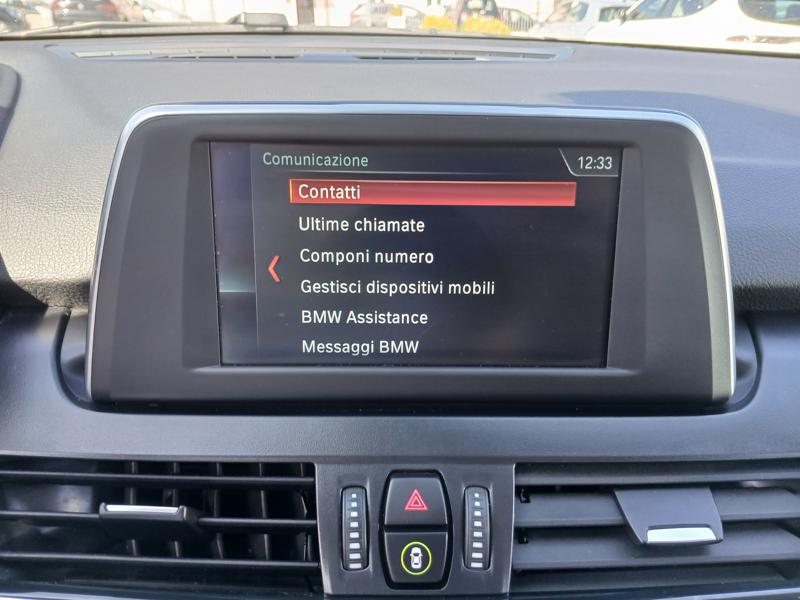 Comunicazione
12:33
Contatti
Ultime chiamate
Componi numero
Gestisci dispositivi mobili
BMW Assistance
Messaggi BMW